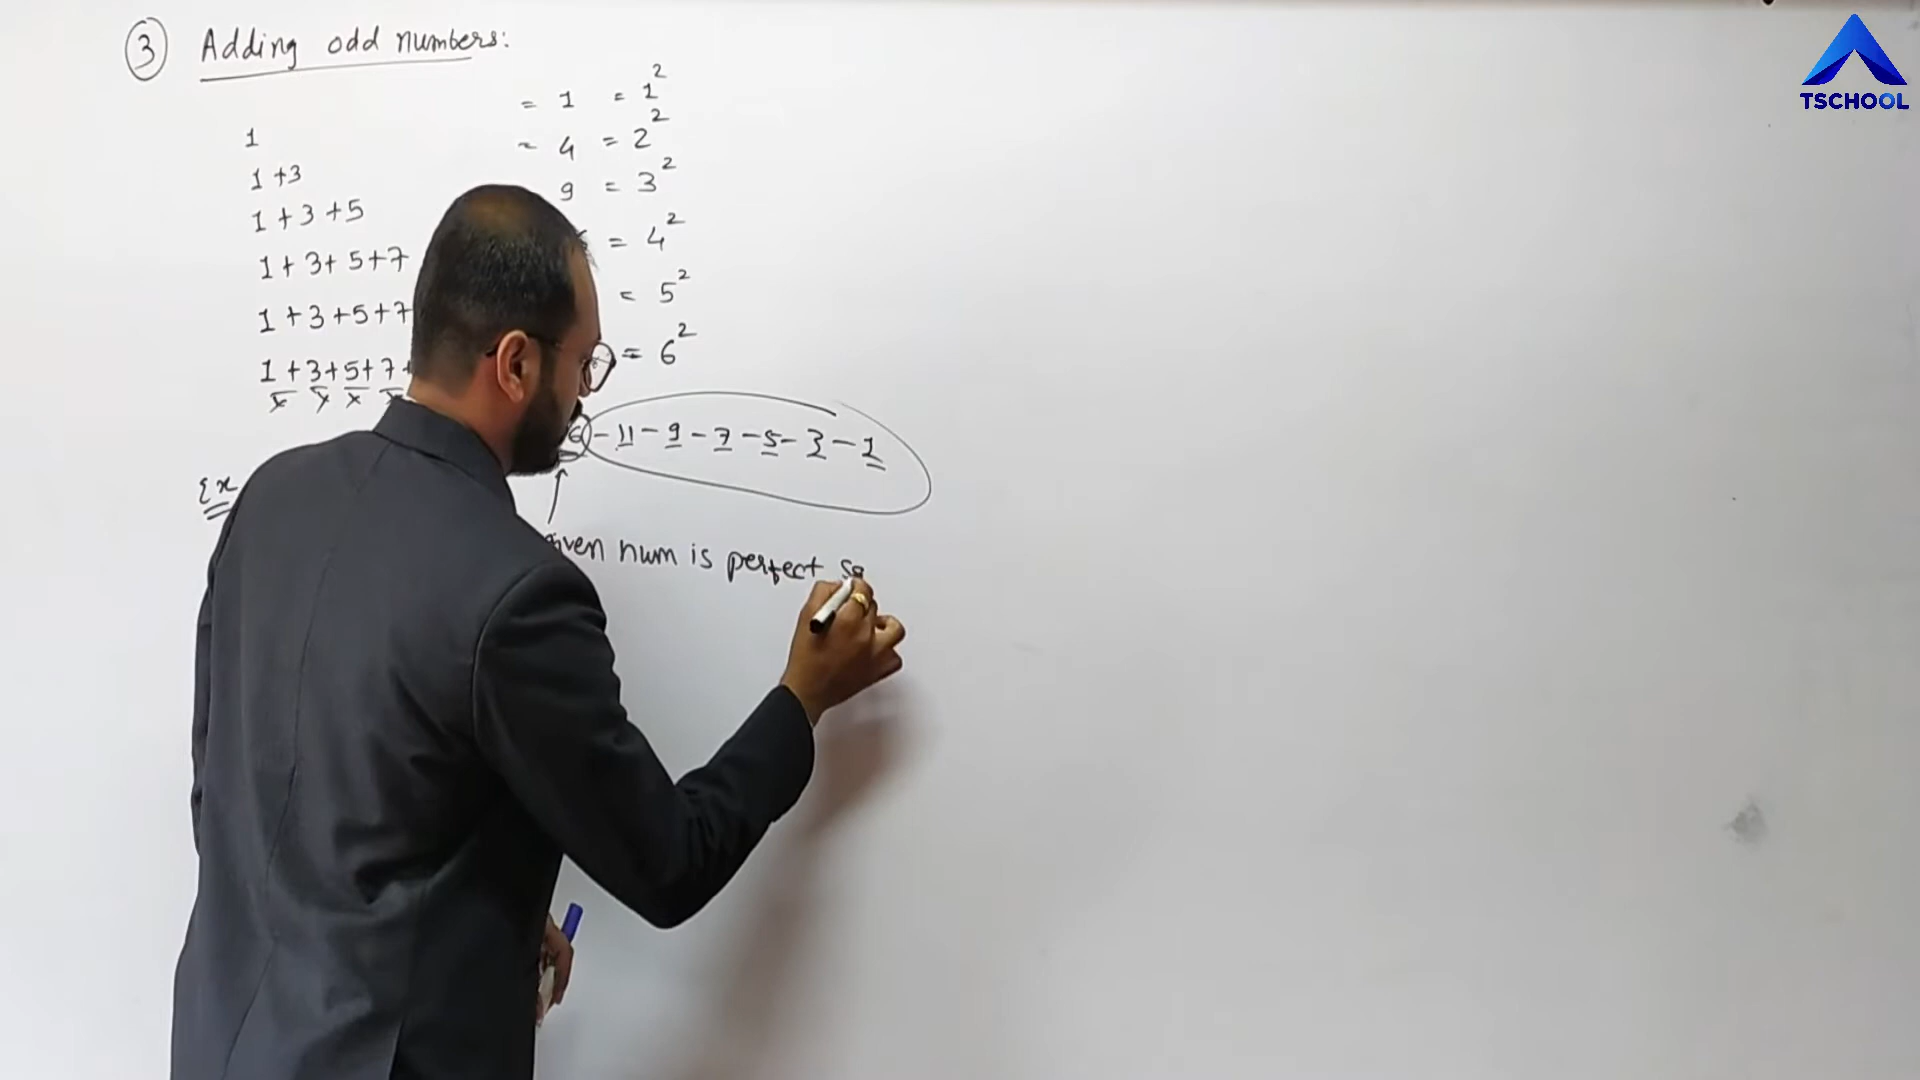 ③ Adding odd numbers:
1 = 1 = 1²
1 + 3 = 4 = 2²
1 + 3 + 5 9 = 3²
1 + 3 + 5 + 7 = 4²
1 + 3 + 5 + 7 = 5²
1 + 3 + 5 + 7 + = 6²
6 - 11 - 9 - 7 - 5 - 3 - 1
Ex
given num is perfect sq
TSCHOOL